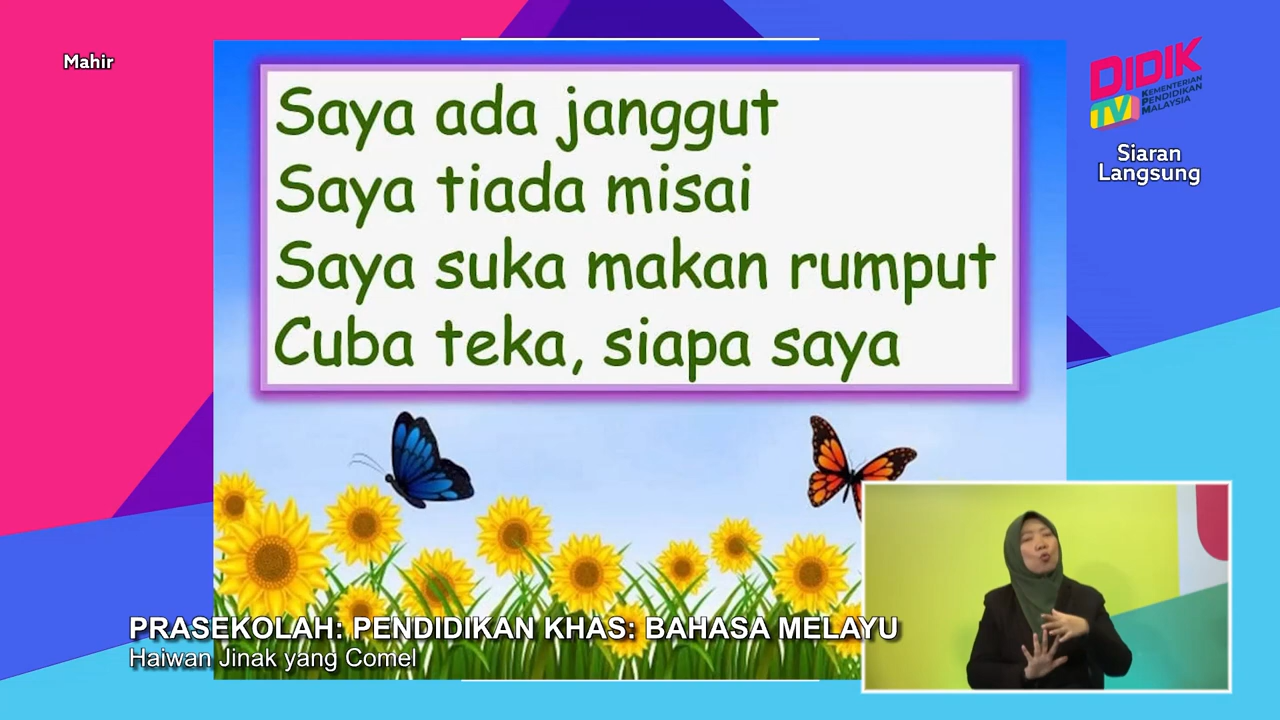 Mahir
DIDIK
TV
KEMENTERIAN
PENDIDIKAN
MALAYSIA
Siaran
Langsung
Saya ada janggut
Saya tiada misai
Saya suka makan rumput
Cuba teka, siapa saya
PRASEKOLAH: PENDIDIKAN KHAS: BAHASA MELAYU
Haiwan Jinak yang Comel